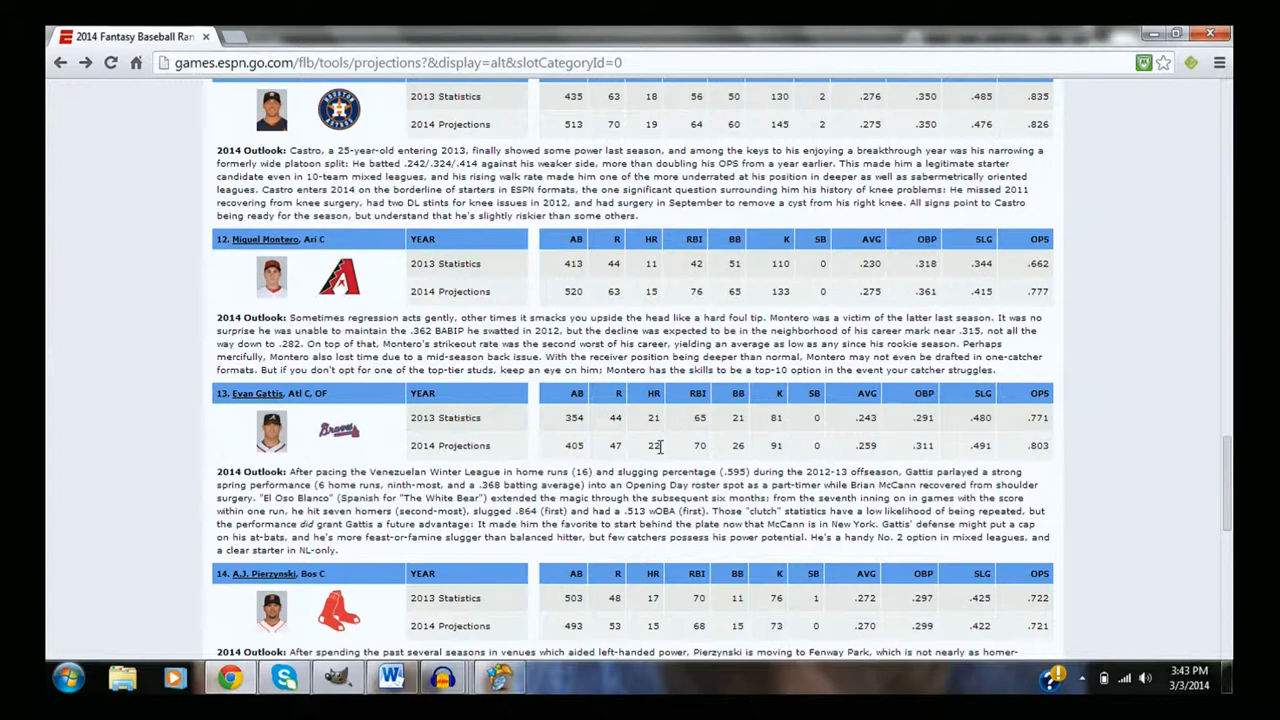 2014 Fantasy Baseball Ran
games.espn.go.com/flb/tools/projections?&display=alt&slotCategoryId=0
2013 Statistics 435 63 18 56 50 130 2 .276 .350 .485 .835
2014 Projections 513 70 19 64 60 145 2 .275 .350 .476 .826
2014 Outlook: Castro, a 25-year-old entering 2013, finally showed some power last season, and among the keys to his enjoying a breakthrough year was his narrowing a
formerly wide platoon split: He batted .242/.324/.414 against his weaker side, more than doubling his OPS from a year earlier. This made him a legitimate starter
candidate even in 10-team mixed leagues, and his rising walk rate made him one of the more underrated at his position in deeper as well as sabermetrically oriented
leagues. Castro enters 2014 on the borderline of starters in ESPN formats, the one significant question surrounding him his history of knee problems: He missed 2011
recovering from knee surgery, had two DL stints for knee issues in 2012, and had surgery in September to remove a cyst from his right knee. All signs point to Castro
being ready for the season, but understand that he's slightly riskier than some others.
12. Miguel Montero, Ari C YEAR AB R HR RBI BB K SB AVG OBP SLG OPS
2013 Statistics 413 44 11 42 51 110 0 .230 .318 .344 .662
2014 Projections 520 63 15 76 65 133 0 .275 .361 .415 .777
2014 Outlook: Sometimes regression acts gently, other times it smacks you upside the head like a hard foul tip. Montero was a victim of the latter last season. It was no
surprise he was unable to maintain the .362 BABIP he swatted in 2012, but the decline was expected to be in the neighborhood of his career mark near .315, not all the
way down to .282. On top of that, Montero's strikeout rate was the second worst of his career, yielding an average as low as any since his rookie season. Perhaps
mercifully, Montero also lost time due to a mid-season back issue. With the receiver position being deeper than normal, Montero may not even be drafted in one-catcher
formats. But if you don't opt for one of the top-tier studs, keep an eye on him; Montero has the skills to be a top-10 option in the event your catcher struggles.
13. Evan Gattis, Atl C, OF YEAR AB R HR RBI BB K SB AVG OBP SLG OPS
2013 Statistics 354 44 21 65 21 81 0 .243 .291 .480 .771
Braves
2014 Projections 405 47 22 70 26 91 0 .259 .311 .491 .803
2014 Outlook: After pacing the Venezuelan Winter League in home runs (16) and slugging percentage (.595) during the 2012-13 offseason, Gattis parlayed a strong
spring performance (6 home runs, ninth-most, and a .368 batting average) into an Opening Day roster spot as a part-timer while Brian McCann recovered from shoulder
surgery. "El Oso Blanco" (Spanish for "The White Bear") extended the magic through the subsequent six months; from the seventh inning on in games with the score
within one run, he hit seven homers (second-most), slugged .864 (first) and had a .513 wOBA (first). Those "clutch" statistics have a low likelihood of being repeated, but
the performance did grant Gattis a future advantage: It made him the favorite to start behind the plate now that McCann is in New York. Gattis' defense might put a cap
on his at-bats, and he's more feast-or-famine slugger than balanced hitter, but few catchers possess his power potential. He's a handy No. 2 option in mixed leagues, and
a clear starter in NL-only.
14. A.J. Pierzynski, Bos C YEAR AB R HR RBI BB K SB AVG OBP SLG OPS
2013 Statistics 503 48 17 70 11 76 1 .272 .297 .425 .722
2014 Projections 493 53 15 68 15 73 0 .270 .299 .422 .721
2014 Outlook: After spending the past several seasons in venues which aided left-handed power, Pierzynski is moving to Fenway Park, which is not nearly as homer-
3:43 PM
3/3/2014